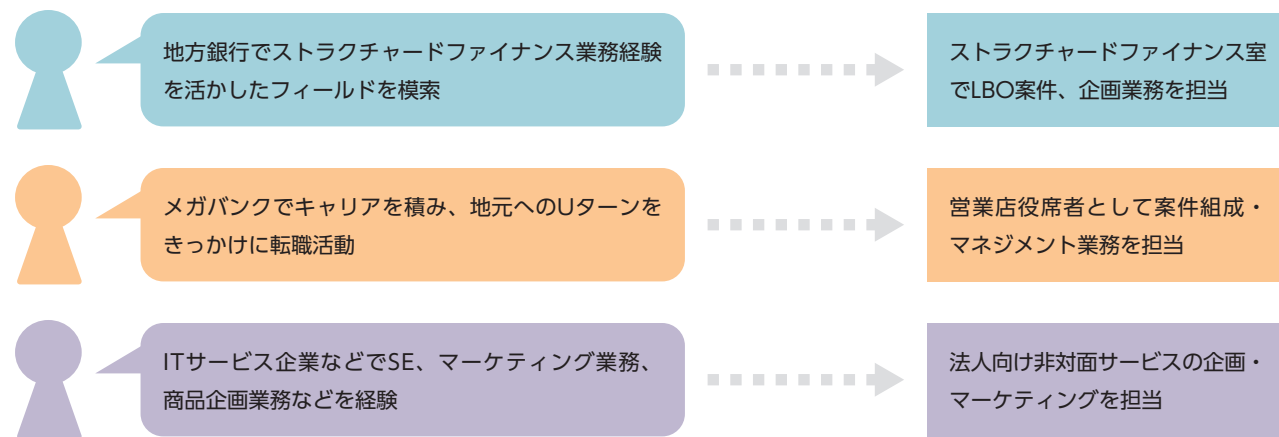 地方銀行でストラクチャードファイナンス業務経験
を活かしたフィールドを模索
ストラクチャードファイナンス室
でLBO案件、企画業務を担当
メガバンクでキャリアを積み、地元へのUターンを
きっかけに転職活動
営業店役席者として案件組成・
マネジメント業務を担当
ITサービス企業などでSE、マーケティング業務、
商品企画業務などを経験
法人向け非対面サービスの企画・
マーケティングを担当